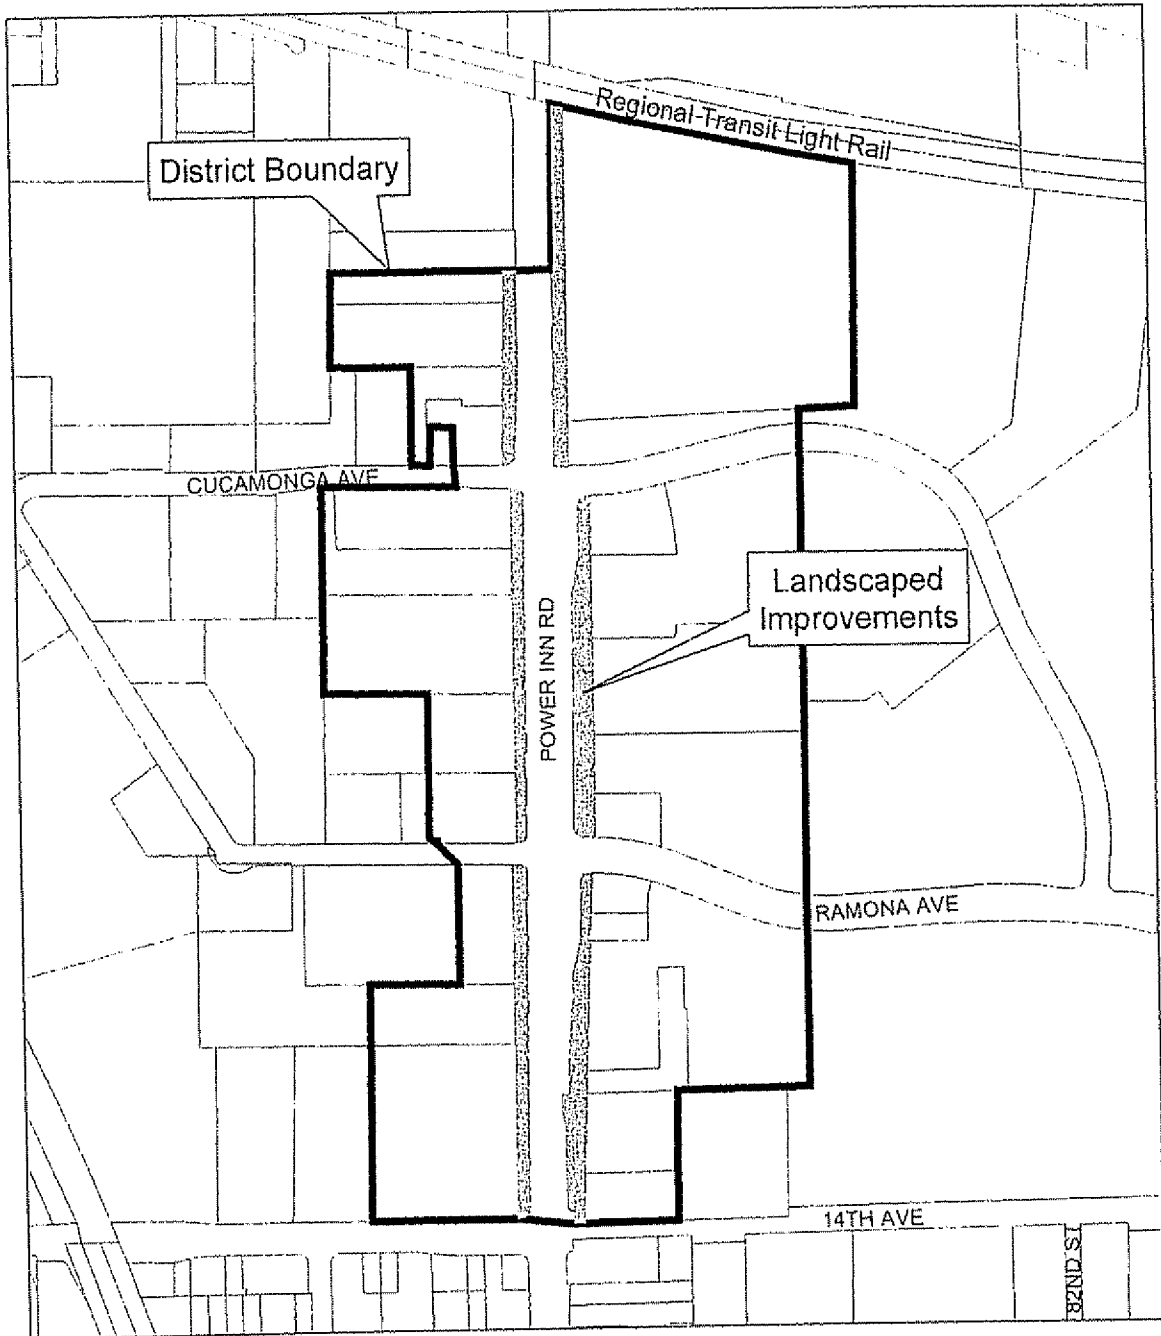 Regional Transit Light Rail
District Boundary
CUCAMONGA AVE
Landscaped
Improvements
POWER INN RD
RAMONA AVE
14TH AVE
82ND ST